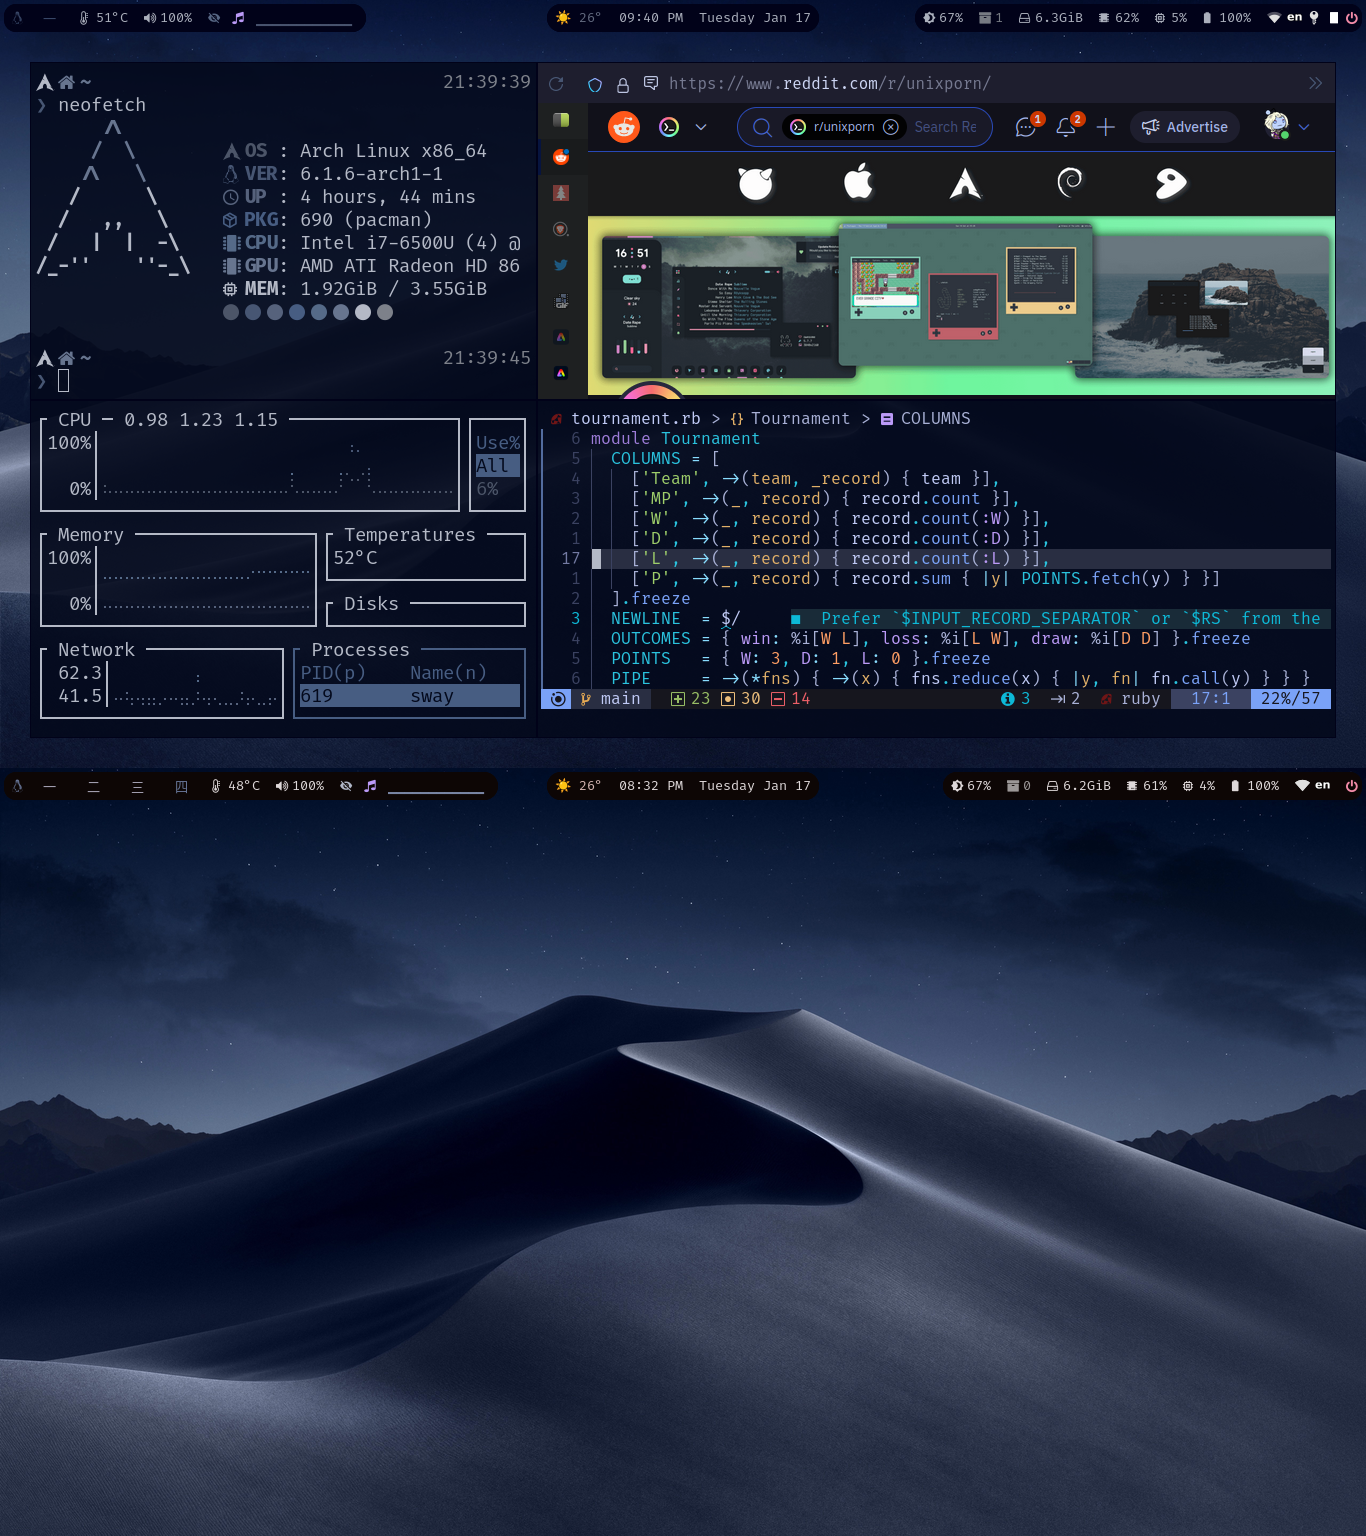 一 51°C 100%
26° 09:40 PM Tuesday Jan 17
67% 1 6.3GiB 62% 5% 100% en
~ 21:39:39
❯ neofetch
OS : Arch Linux x86_64
VER: 6.1.6-arch1-1
UP : 4 hours, 44 mins
PKG: 690 (pacman)
CPU: Intel i7-6500U (4) @
GPU: AMD ATI Radeon HD 86
MEM: 1.92GiB / 3.55GiB
~ 21:39:45
❯
https://www.reddit.com/r/unixporn/
r/unixporn Search Re
1 2 Advertise
16 51
CPU — 0.98 1.23 1.15
100%
0%
Use%
All
6%
Memory
100%
0%
Temperatures
52°C
Disks
Network
62.3
41.5
Processes
PID(p) Name(n)
619 sway
tournament.rb > {} Tournament > COLUMNS
6 module Tournament
5 COLUMNS = [
4 ['Team', ->(team, _record) { team }],
3 ['MP', ->(_, record) { record.count }],
2 ['W', ->(_, record) { record.count(:W) }],
1 ['D', ->(_, record) { record.count(:D) }],
17 ['L', ->(_, record) { record.count(:L) }],
1 ['P', ->(_, record) { record.sum { |y| POINTS.fetch(y) } }]
2 ].freeze
3 NEWLINE = $/ ■ Prefer `$INPUT_RECORD_SEPARATOR` or `$RS` from the
4 OUTCOMES = { win: %i[W L], loss: %i[L W], draw: %i[D D] }.freeze
5 POINTS = { W: 3, D: 1, L: 0 }.freeze
6 PIPE = ->(*fns) { ->(x) { fns.reduce(x) { |y, fn| fn.call(y) } } }
main 23 30 14 3 2 ruby 17:1 22%/57
一 二 三 四 48°C 100%
26° 08:32 PM Tuesday Jan 17
67% 0 6.2GiB 61% 4% 100% en